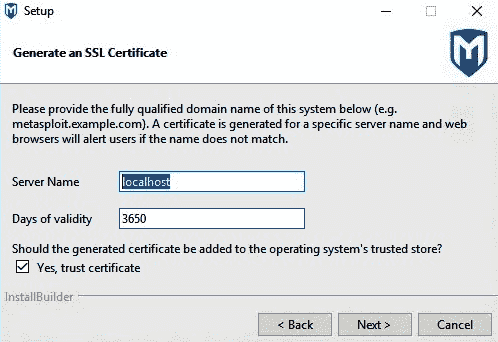 Setup
Generate an SSL Certificate
Please provide the fully qualified domain name of this system below (e.g.
metasploit.example.com). A certificate is generated for a specific server name and web
browsers will alert users if the name does not match.
Server Name localhost
Days of validity 3650
Should the generated certificate be added to the operating system's trusted store?
Yes, trust certificate
InstallBuilder
< Back Next > Cancel